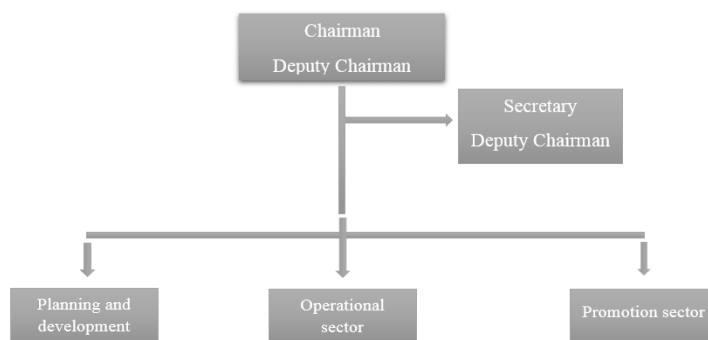 Chairman
Deputy Chairman
Secretary
Deputy Chairman
Planning and
development
Operational
sector
Promotion sector